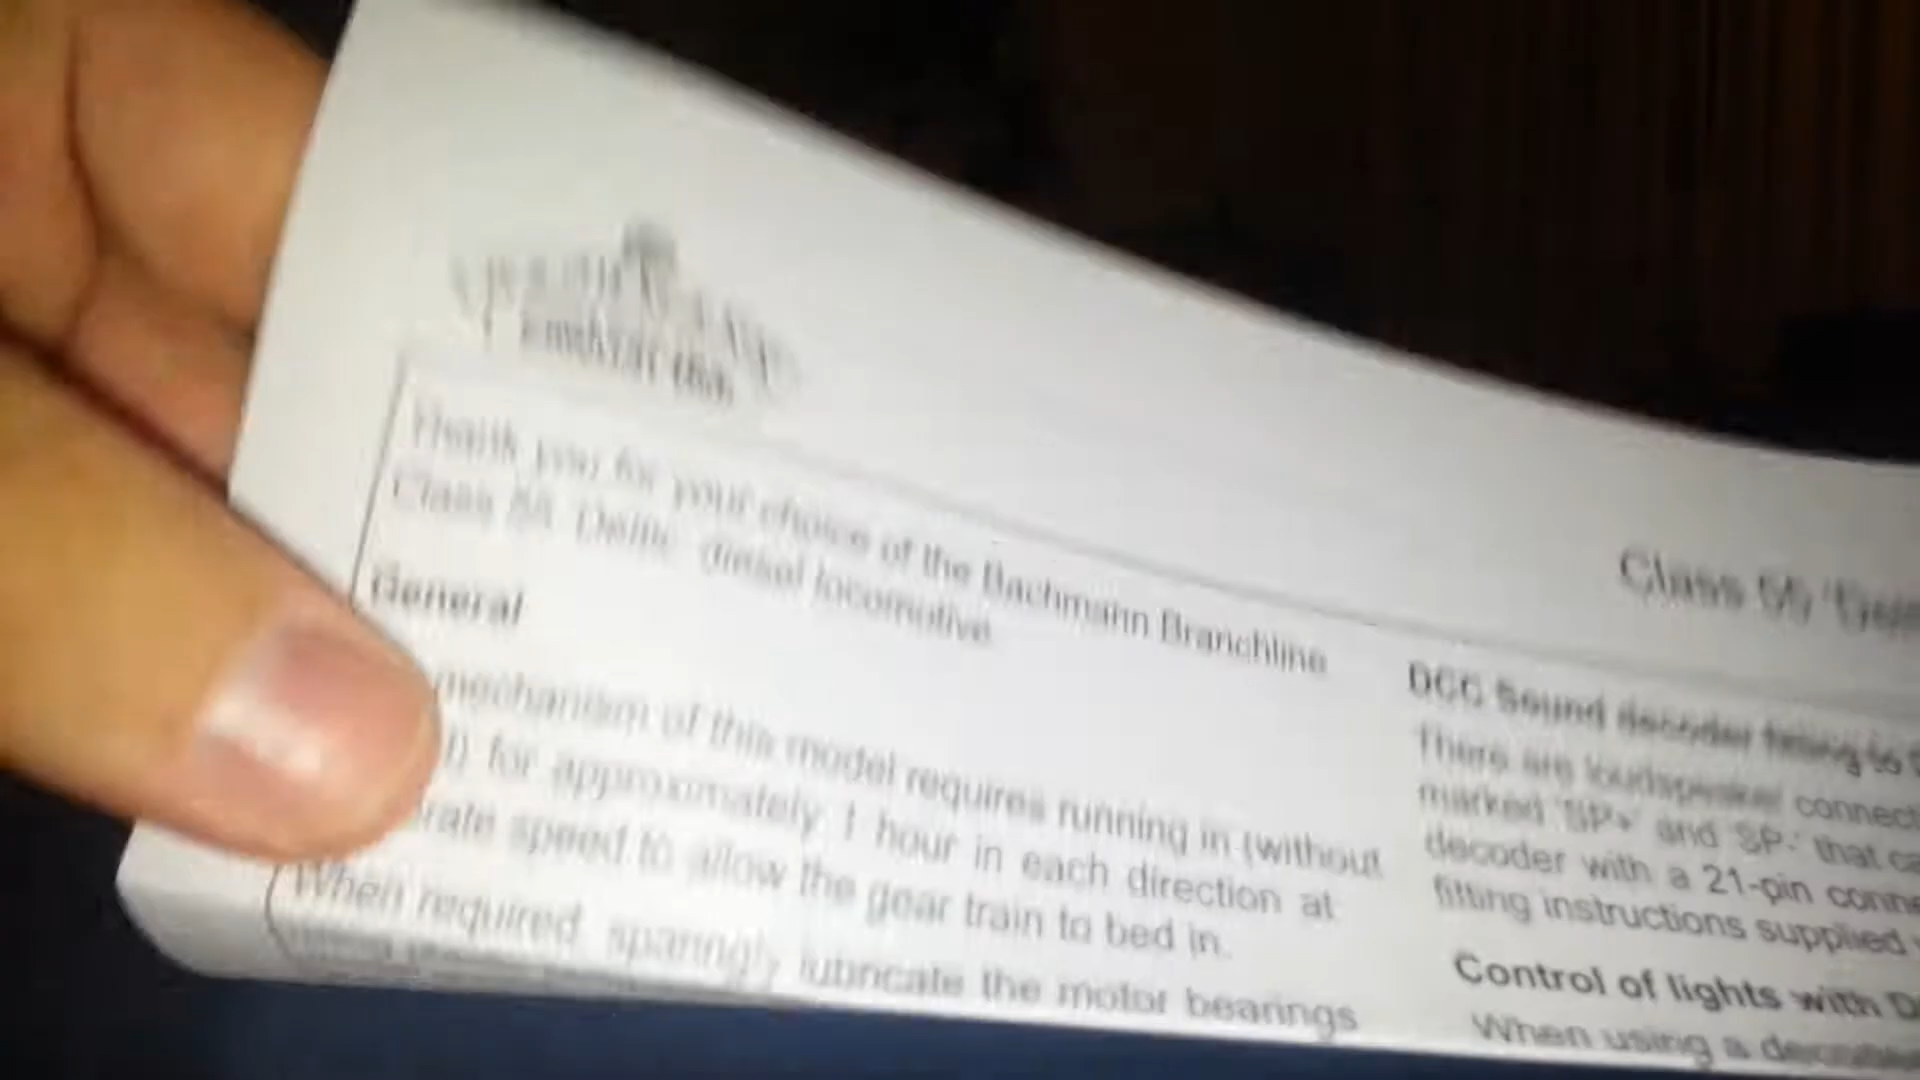 Thank you for your choice of the Bachmann Branchline
Class 55 'Deltic' diesel locomotive
General
mechanism of this model requires running in (without
for approximately 1 hour in each direction at
speed to allow the gear train to bed in.
When required sparingly lubricate the motor bearings
Class 55
DCC Sound decoder fitting to
There are loudspeaker connect
marked 'SP+' and 'SP-' that ca
decoder with a 21-pin conne
fitting instructions supplied
Control of lights with D
When using a decoder